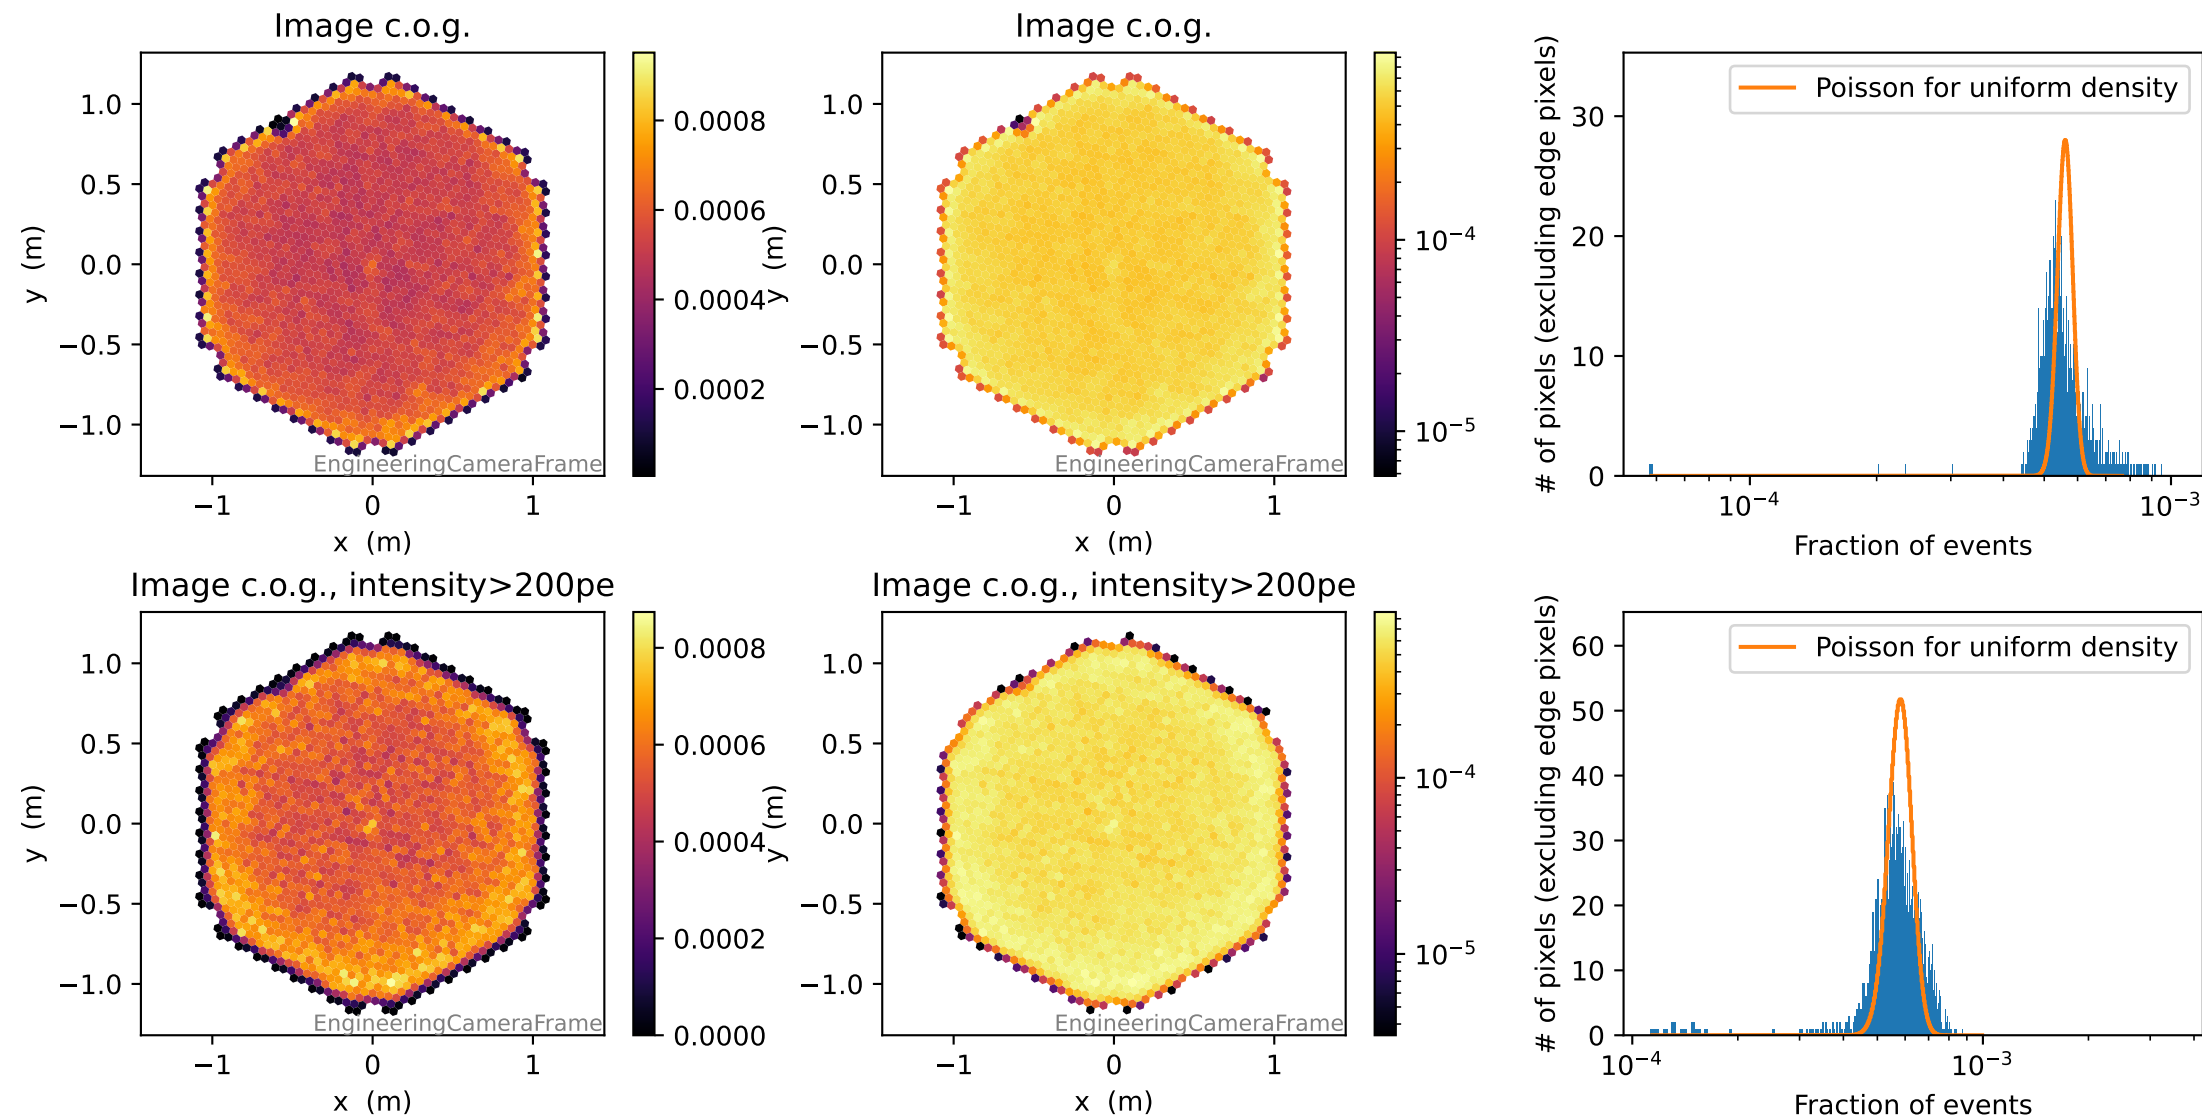 Image c.o.g.
1.0
0.5
0.0
−0.5
−1.0
y (m)
−1 0 1
x (m)
EngineeringCameraFrame
0.0008
0.0006
0.0004
0.0002
Image c.o.g.
1.0
0.5
0.0
−0.5
−1.0
y (m)
−1 0 1
x (m)
EngineeringCameraFrame
10⁻⁴
10⁻⁵
# of pixels (excluding edge pixels)
30
20
10
0
Poisson for uniform density
10⁻⁴ 10⁻³
Fraction of events
Image c.o.g., intensity>200pe
1.0
0.5
0.0
−0.5
−1.0
y (m)
−1 0 1
x (m)
EngineeringCameraFrame
0.0008
0.0006
0.0004
0.0002
0.0000
Image c.o.g., intensity>200pe
1.0
0.5
0.0
−0.5
−1.0
y (m)
−1 0 1
x (m)
EngineeringCameraFrame
10⁻⁴
10⁻⁵
# of pixels (excluding edge pixels)
60
50
40
30
20
10
0
Poisson for uniform density
10⁻⁴ 10⁻³
Fraction of events